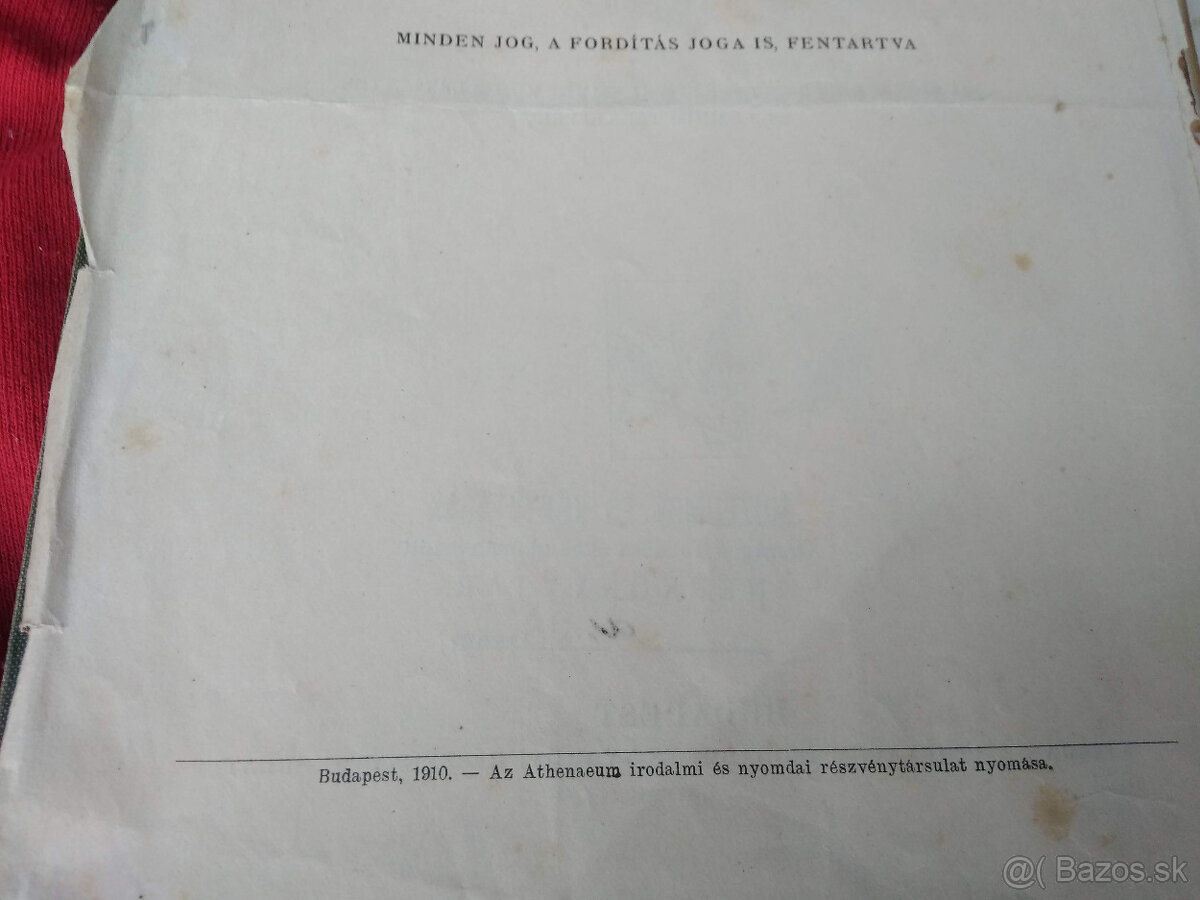 MINDEN JOG, A FORDÍTÁS JOGA IS, FENTARTVA
Budapest, 1910. — Az Athenaeum irodalmi és nyomdai részvénytársulat nyomása.
@( Bazos.sk